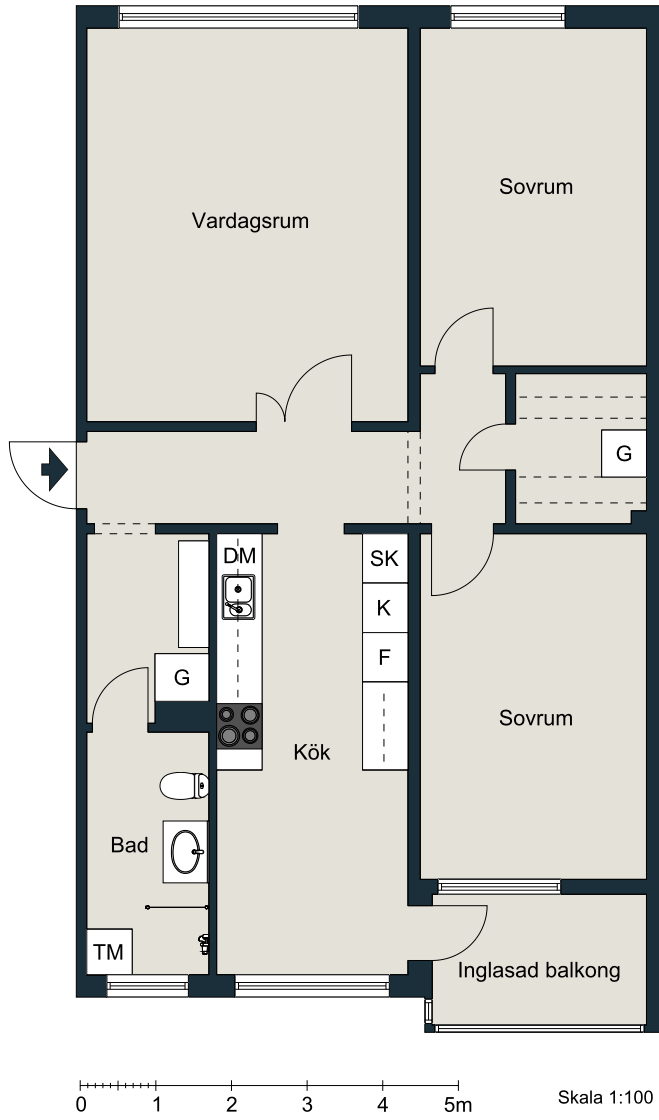 Sovrum
Vardagsrum
G
DM
SK
K
F
G
Sovrum
Kök
Bad
TM
Inglasad balkong
0 1 2 3 4 5m
Skala 1:100